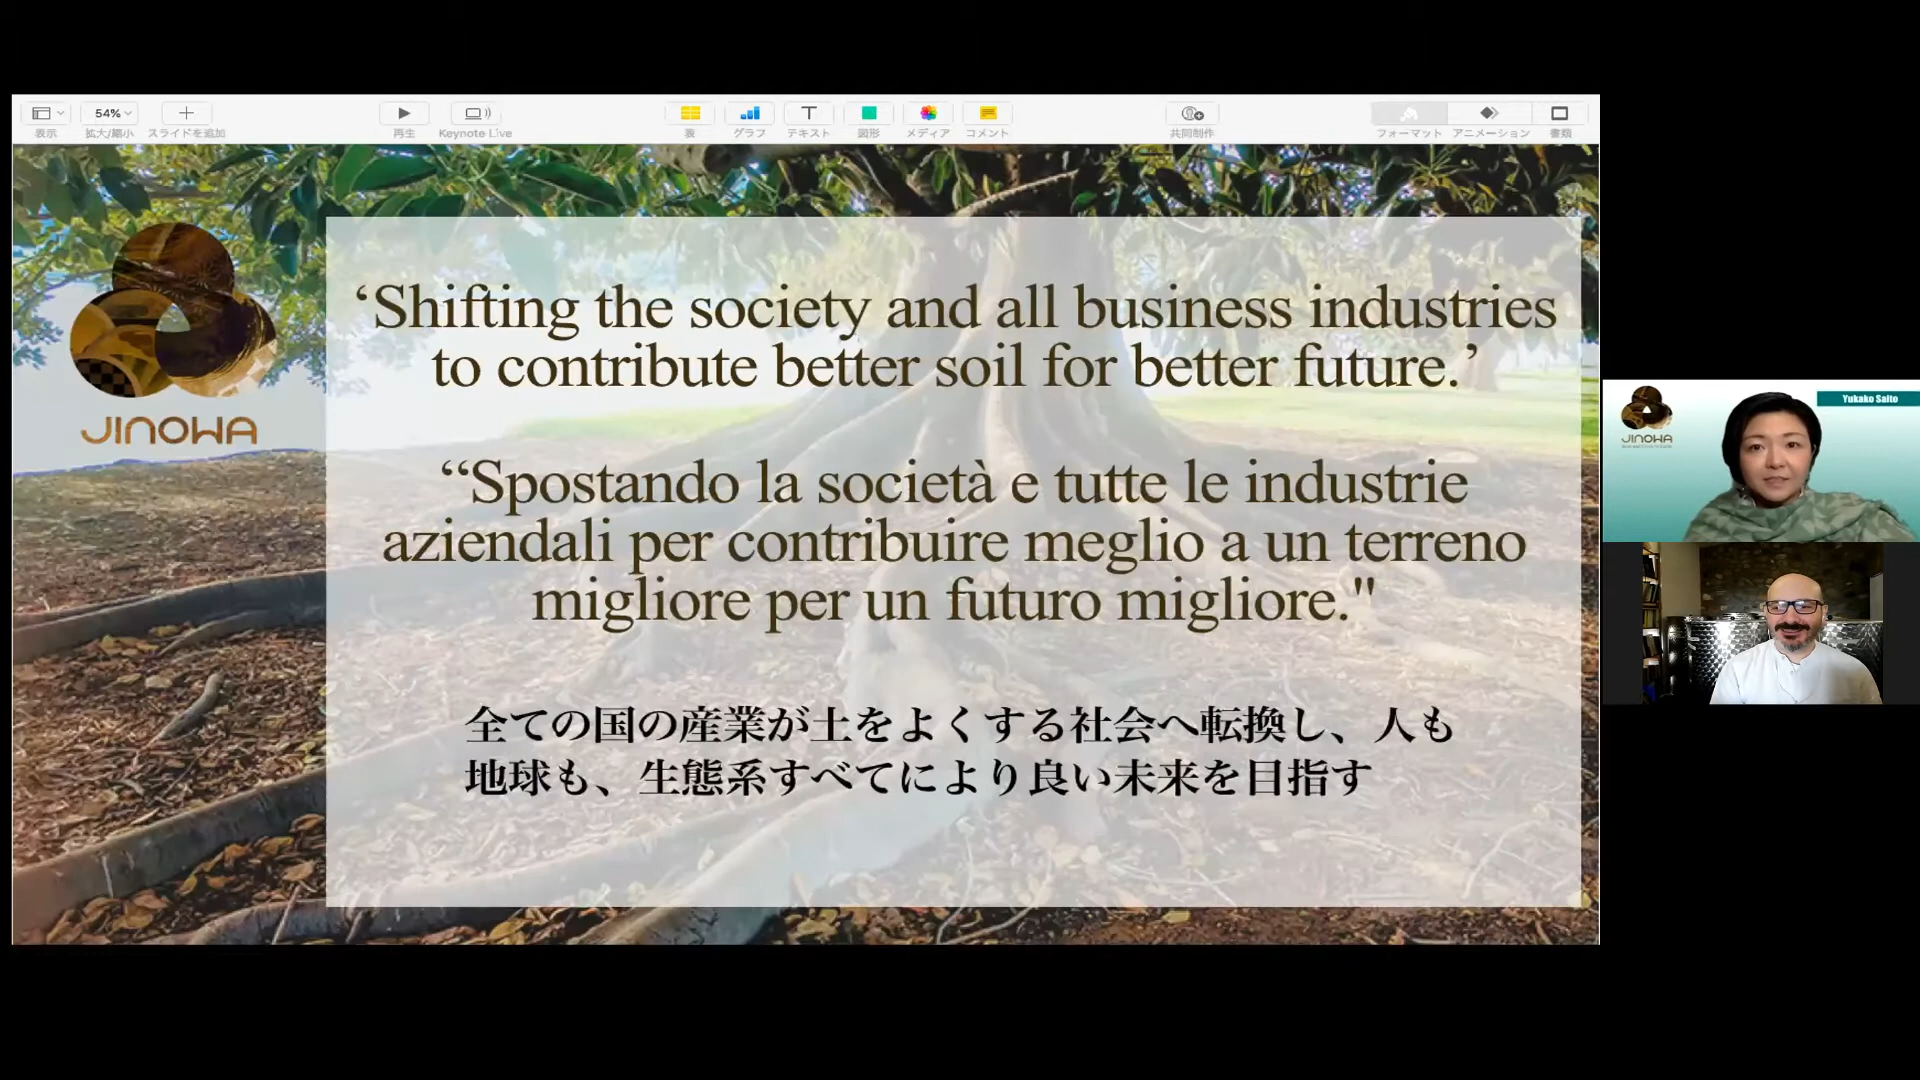 54%
表示
拡大/縮小
スライドを追加
再生
Keynote Live
表
グラフ
テキスト
図形
メディア
コメント
共同制作
フォーマット
アニメーション
書類
JINOWA
‘Shifting the society and all business industries
to contribute better soil for better future.’
“Spostando la società e tutte le industrie
aziendali per contribuire meglio a un terreno
migliore per un futuro migliore."
全ての国の産業が土をよくする社会へ転換し、人も
地球も、生態系すべてにより良い未来を目指す
JINOWA
Yukako Saito